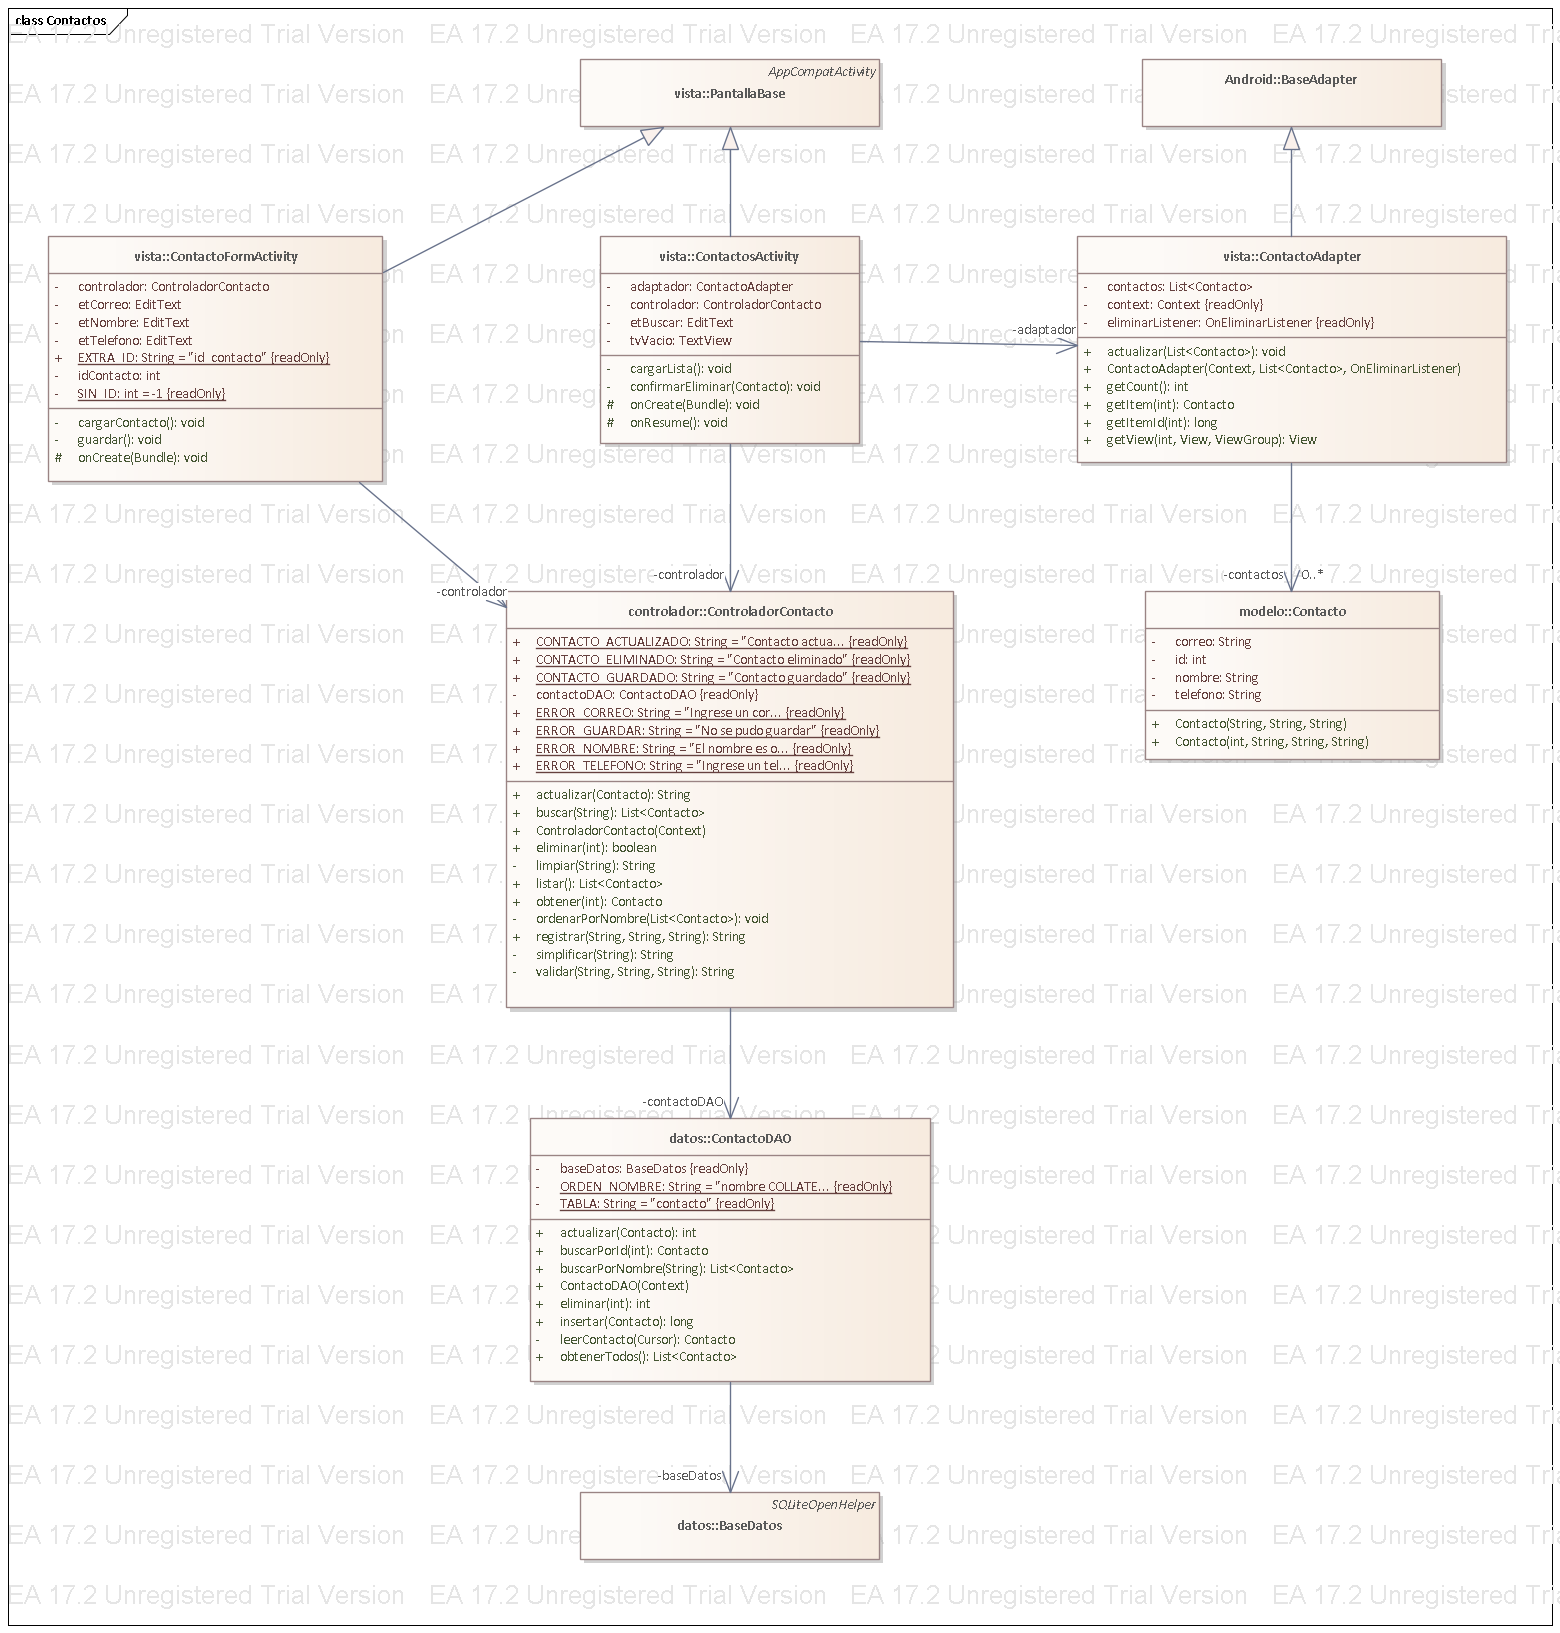 class Contactos
AppCompatActivity
vista::PantallaBase
Android::BaseAdapter
vista::ContactoFormActivity
- controlador: ControladorContacto
- etCorreo: EditText
- etNombre: EditText
- etTelefono: EditText
+ EXTRA_ID: String = "id_contacto" {readOnly}
- idContacto: int
- SIN_ID: int = -1 {readOnly}
- cargarContacto(): void
- guardar(): void
# onCreate(Bundle): void
vista::ContactosActivity
- adaptador: ContactoAdapter
- controlador: ControladorContacto
- etBuscar: EditText
- tvVacio: TextView
- cargarLista(): void
- confirmarEliminar(Contacto): void
# onCreate(Bundle): void
# onResume(): void
-adaptador
vista::ContactoAdapter
- contactos: List<Contacto>
- context: Context {readOnly}
- eliminarListener: OnEliminarListener {readOnly}
+ actualizar(List<Contacto>): void
+ ContactoAdapter(Context, List<Contacto>, OnEliminarListener)
+ getCount(): int
+ getItem(int): Contacto
+ getItemId(int): long
+ getView(int, View, ViewGroup): View
-controlador
-controlador
-contactos
0..*
controlador::ControladorContacto
+ CONTACTO_ACTUALIZADO: String = "Contacto actua... {readOnly}
+ CONTACTO_ELIMINADO: String = "Contacto eliminado" {readOnly}
+ CONTACTO_GUARDADO: String = "Contacto guardado" {readOnly}
- contactoDAO: ContactoDAO {readOnly}
+ ERROR_CORREO: String = "Ingrese un cor... {readOnly}
+ ERROR_GUARDAR: String = "No se pudo guardar" {readOnly}
+ ERROR_NOMBRE: String = "El nombre es o... {readOnly}
+ ERROR_TELEFONO: String = "Ingrese un tel... {readOnly}
+ actualizar(Contacto): String
+ buscar(String): List<Contacto>
+ ControladorContacto(Context)
+ eliminar(int): boolean
- limpiar(String): String
+ listar(): List<Contacto>
+ obtener(int): Contacto
- ordenarPorNombre(List<Contacto>): void
+ registrar(String, String, String): String
- simplificar(String): String
- validar(String, String, String): String
modelo::Contacto
- correo: String
- id: int
- nombre: String
- telefono: String
+ Contacto(String, String, String)
+ Contacto(int, String, String, String)
-contactoDAO
datos::ContactoDAO
- baseDatos: BaseDatos {readOnly}
- ORDEN_NOMBRE: String = "nombre COLLATE... {readOnly}
- TABLA: String = "contacto" {readOnly}
+ actualizar(Contacto): int
+ buscarPorId(int): Contacto
+ buscarPorNombre(String): List<Contacto>
+ ContactoDAO(Context)
+ eliminar(int): int
+ insertar(Contacto): long
- leerContacto(Cursor): Contacto
+ obtenerTodos(): List<Contacto>
-baseDatos
SQLiteOpenHelper
datos::BaseDatos
EA 17.2 Unregistered Trial Version